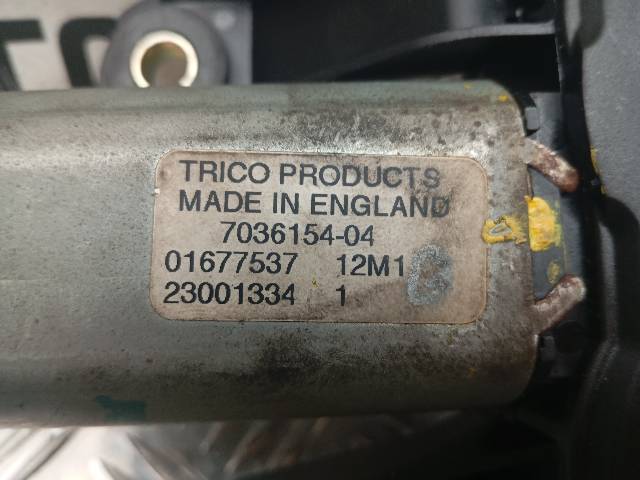 TRICO PRODUCTS
MADE IN ENGLAND
7036154-04
01677537 12M1
23001334 1